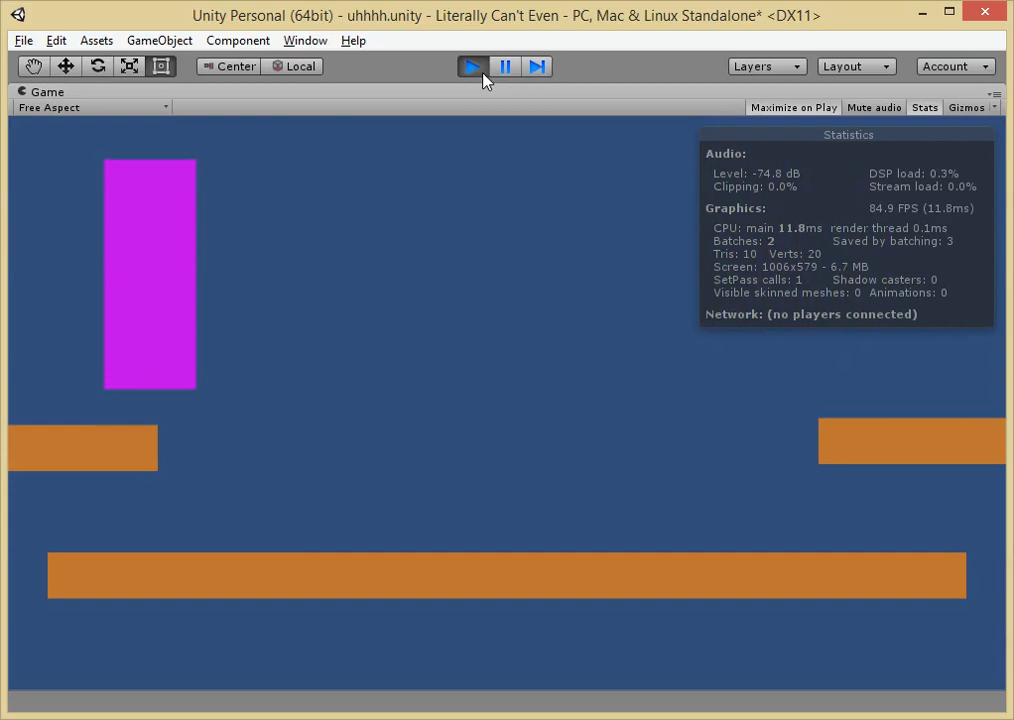 Unity Personal (64bit) - uhhhh.unity - Literally Can't Even - PC, Mac & Linux Standalone* <DX11>
File Edit Assets GameObject Component Window Help
Center Local Layers Layout Account
Game
Free Aspect Maximize on Play Mute audio Stats Gizmos
Statistics
Audio:
Level: -74.8 dB DSP load: 0.3%
Clipping: 0.0% Stream load: 0.0%
Graphics: 84.9 FPS (11.8ms)
CPU: main 11.8ms render thread 0.1ms
Batches: 2 Saved by batching: 3
Tris: 10 Verts: 20
Screen: 1006x579 - 6.7 MB
SetPass calls: 1 Shadow casters: 0
Visible skinned meshes: 0 Animations: 0
Network: (no players connected)